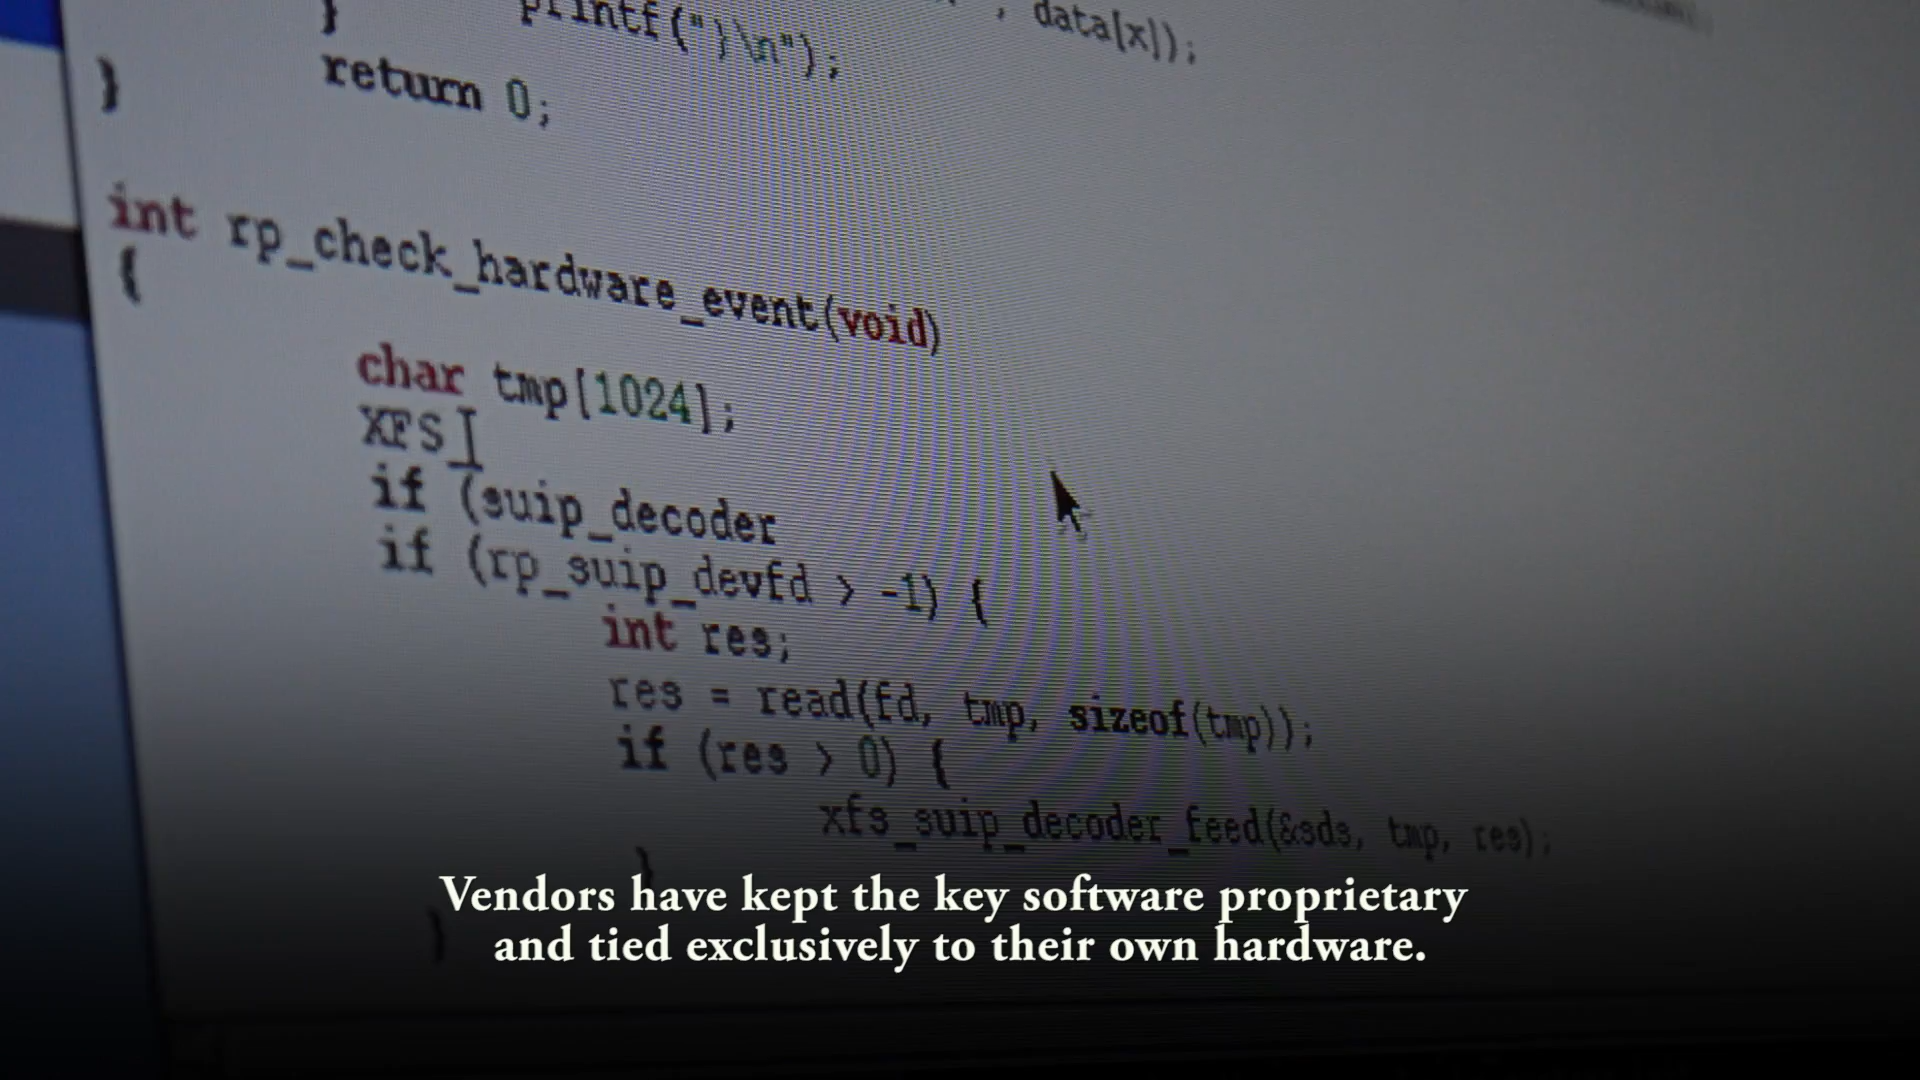 } printf("}\n"); , data[x]);
return 0;
}
int rp_check_hardware_event(void)
{
char tmp[1024];
XFS
if (suip_decoder
if (rp_suip_devfd > -1) {
int res;
res = read(fd, tmp, sizeof(tmp));
if (res > 0) {
xfs_suip_decoder_feed(&sds, tmp, res);
}
}
Vendors have kept the key software proprietary
and tied exclusively to their own hardware.